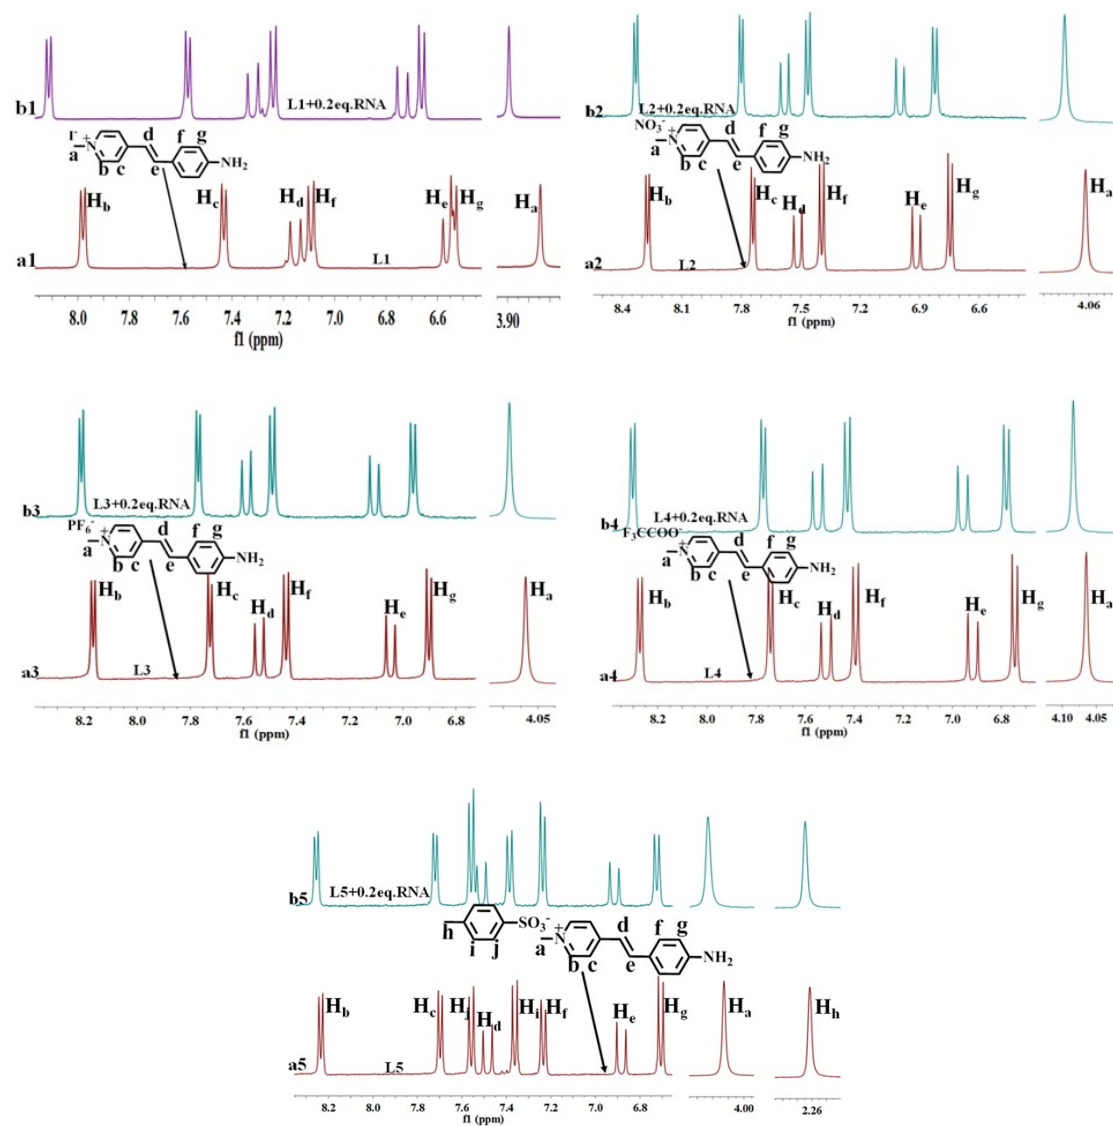 b1
L1+0.2eq.RNA
I-
+
N
a
b
c
d
e
f
g
NH2
Hb
Hc
Hd
Hf
He
Hg
Ha
a1
L1
8.0 7.8 7.6 7.4 7.2 7.0 6.8 6.6 3.90
f1 (ppm)
b2
L2+0.2eq.RNA
NO3-
+
N
a
b
c
d
e
f
g
NH2
Hb
Hc
Hd
Hf
He
Hg
Ha
a2
L2
8.4 8.1 7.8 7.5 7.2 6.9 6.6 4.06
f1 (ppm)
b3
L3+0.2eq.RNA
PF6-
+
N
a
b
c
d
e
f
g
NH2
Hb
Hc
Hd
Hf
He
Hg
Ha
a3
L3
8.2 8.0 7.8 7.6 7.4 7.2 7.0 6.8 4.05
f1 (ppm)
b4
L4+0.2eq.RNA
F3CCOO-
+
N
a
b
c
d
e
f
g
NH2
Hb
Hc
Hd
Hf
He
Hg
Ha
a4
L4
8.2 8.0 7.8 7.6 7.4 7.2 7.0 6.8 4.10 4.05
f1 (ppm)
b5
L5+0.2eq.RNA
SO3-
h
i
j
+
N
a
b
c
d
e
f
g
NH2
Hb
Hc
Hj
Hd
Hi
Hf
He
Hg
Ha
Hh
a5
L5
8.2 8.0 7.8 7.6 7.4 7.2 7.0 6.8 4.00 2.26
f1 (ppm)